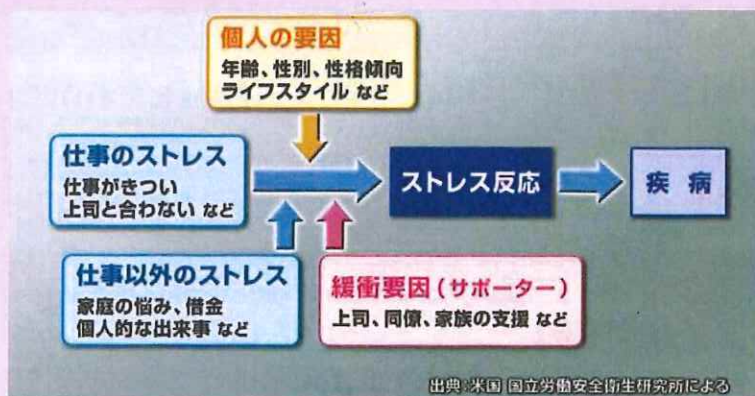 個人の要因
年齢、性別、性格傾向
ライフスタイル など
仕事のストレス
仕事がきつい
上司と合わない など
ストレス反応
疾 病
仕事以外のストレス
家庭の悩み、借金
個人的な出来事 など
緩衝要因(サポーター)
上司、同僚、家族の支援 など
出典:米国 国立労働安全衛生研究所による